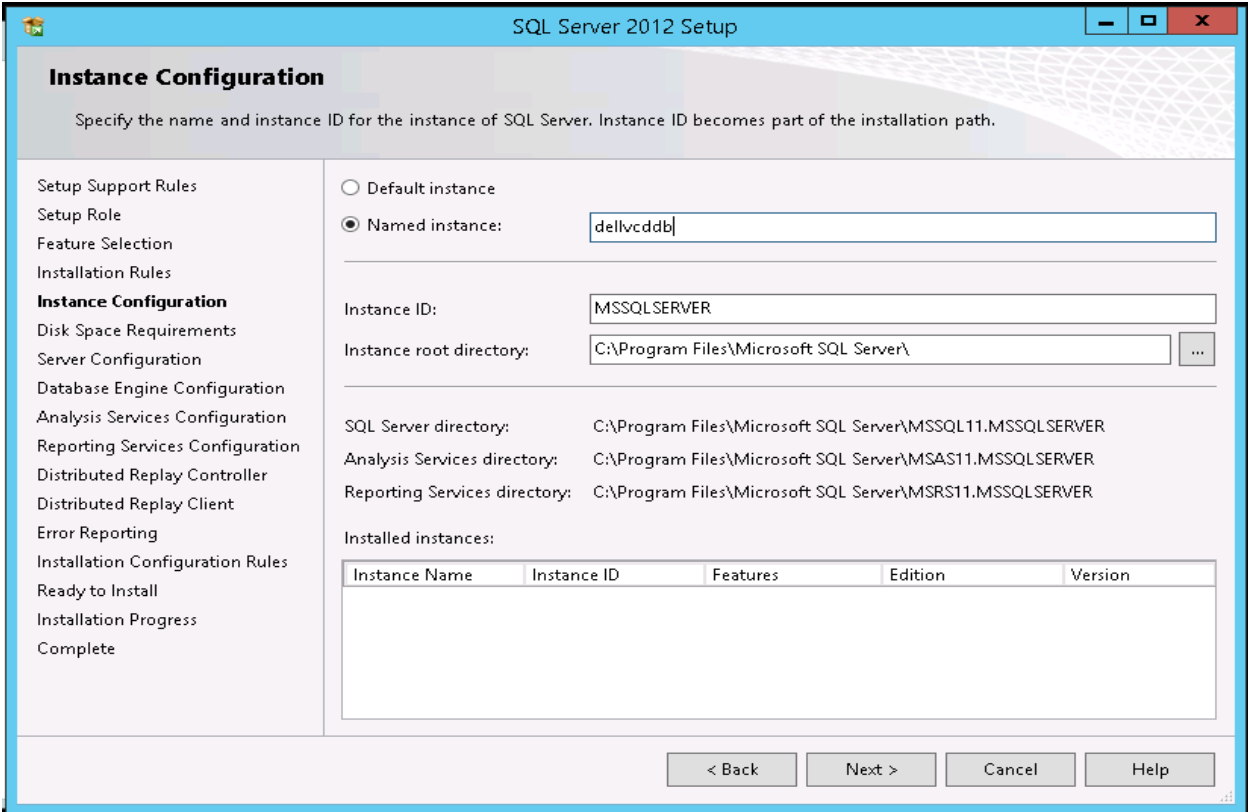 SQL Server 2012 Setup
Instance Configuration
Specify the name and instance ID for the instance of SQL Server. Instance ID becomes part of the installation path.
Setup Support Rules
Setup Role
Feature Selection
Installation Rules
Instance Configuration
Disk Space Requirements
Server Configuration
Database Engine Configuration
Analysis Services Configuration
Reporting Services Configuration
Distributed Replay Controller
Distributed Replay Client
Error Reporting
Installation Configuration Rules
Ready to Install
Installation Progress
Complete
Default instance
Named instance: dellvcddb
Instance ID: MSSQLSERVER
Instance root directory: C:\Program Files\Microsoft SQL Server\ ...
SQL Server directory: C:\Program Files\Microsoft SQL Server\MSSQL11.MSSQLSERVER
Analysis Services directory: C:\Program Files\Microsoft SQL Server\MSAS11.MSSQLSERVER
Reporting Services directory: C:\Program Files\Microsoft SQL Server\MSRS11.MSSQLSERVER
Installed instances:
Instance Name Instance ID Features Edition Version
< Back Next > Cancel Help